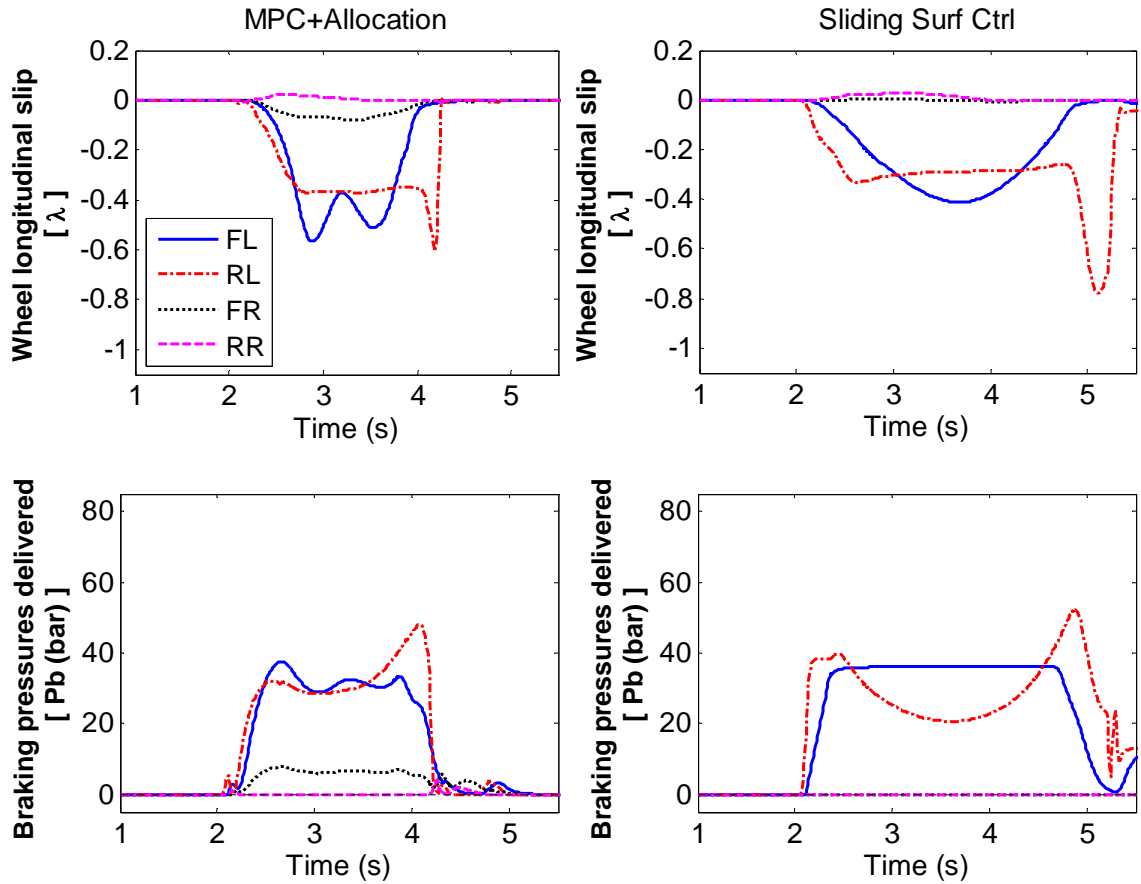 MPC+Allocation
Wheel longitudinal slip
[ λ ]
0.2
0
-0.2
-0.4
-0.6
-0.8
-1
FL
RL
FR
RR
1 2 3 4 5
Time (s)
Sliding Surf Ctrl
Wheel longitudinal slip
[ λ ]
0.2
0
-0.2
-0.4
-0.6
-0.8
-1
1 2 3 4 5
Time (s)
Braking pressures delivered
[ Pb (bar) ]
80
60
40
20
0
1 2 3 4 5
Time (s)
Braking pressures delivered
[ Pb (bar) ]
80
60
40
20
0
1 2 3 4 5
Time (s)